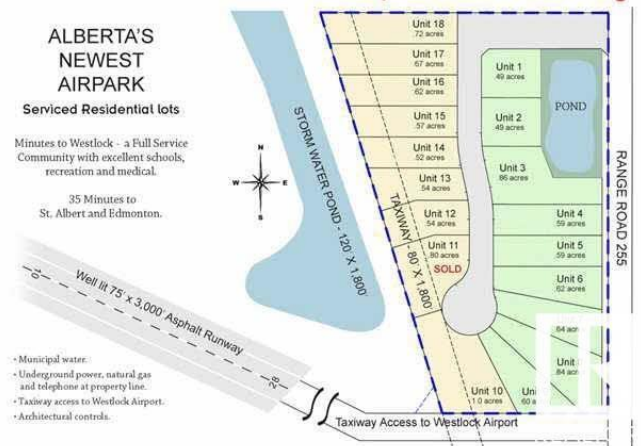 ALBERTA'S
NEWEST
AIRPARK
Serviced Residential lots
Minutes to Westlock - a Full Service
Community with excellent schools,
recreation and medical.
35 Minutes to
St. Albert and Edmonton.
N
W E
S
STORM WATER POND - 120' X 1,800'
TAXIWAY - 80' X 1,800'
Unit 18
.72 acres
Unit 17
.67 acres
Unit 16
.62 acres
Unit 15
.57 acres
Unit 14
.52 acres
Unit 13
.54 acres
Unit 12
.54 acres
Unit 11
.80 acres
SOLD
Unit 10
1.0 acres
Unit 1
.49 acres
Unit 2
.49 acres
Unit 3
.86 acres
Unit 4
.59 acres
Unit 5
.59 acres
Unit 6
.62 acres
.64 acres
Unit
.84 acres
POND
RANGE ROAD 255
10
Well lit 75' x 3,000' Asphalt Runway
28
• Municipal water.
• Underground power, natural gas
and telephone at property line.
• Taxiway access to Westlock Airport.
• Architectural controls.
Taxiway Access to Westlock Airport